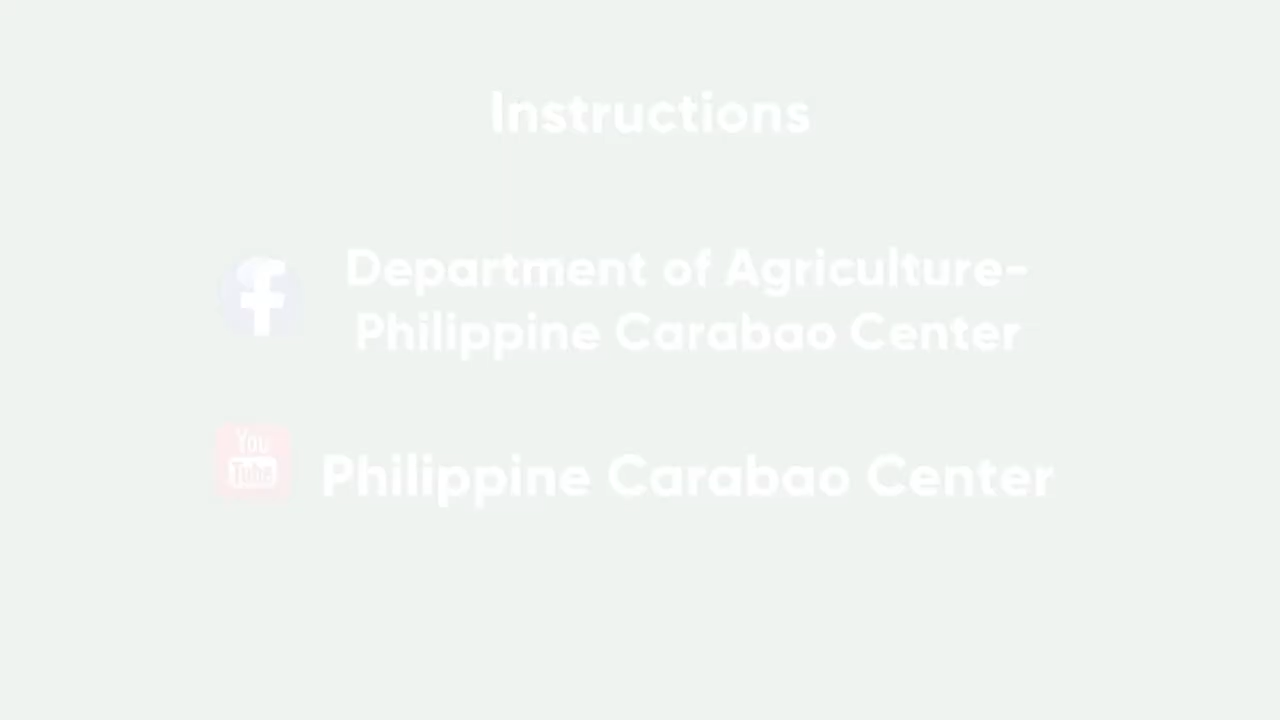 Instructions
Department of Agriculture-
Philippine Carabao Center
You
Tube
Philippine Carabao Center